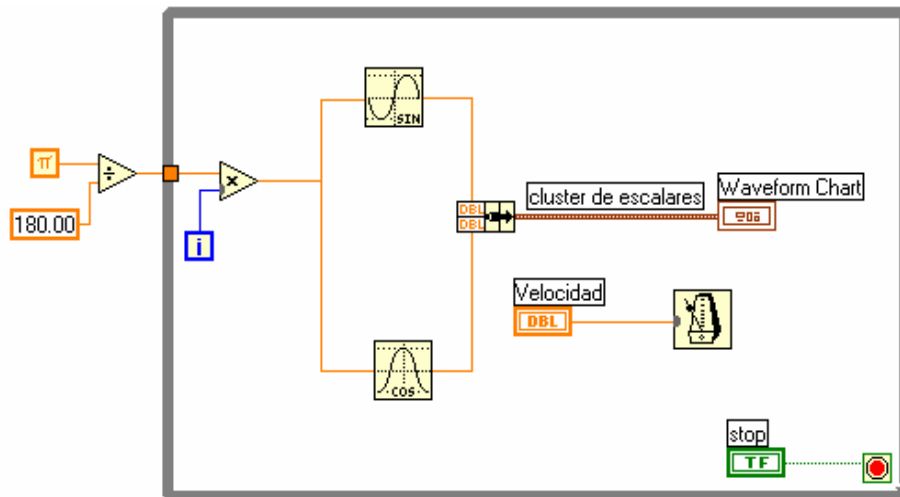 SIN
π
÷
×
180.00
i
DBL
DBL
cluster de escalares
Waveform Chart
Velocidad
DBL
COS
stop
TF